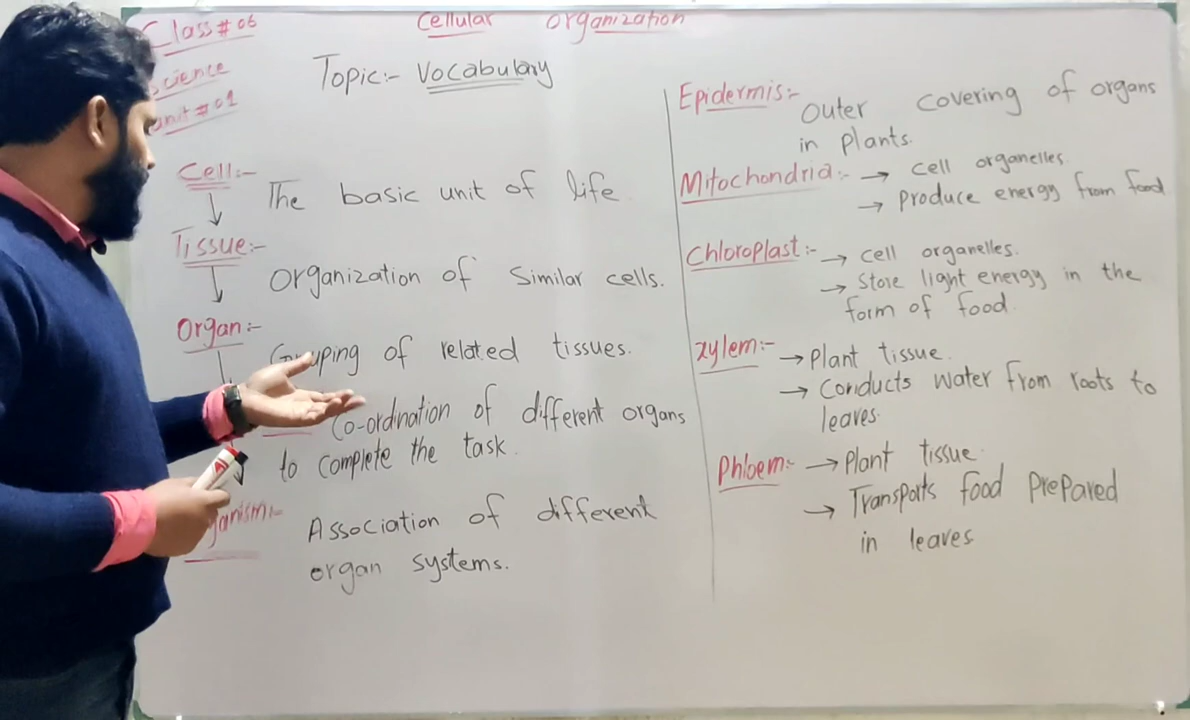 Cellular Organization
Class # 06
Science
Unit # 01
Topic:- Vocabulary
Cell:-
The basic unit of life
Tissue:-
Organization of Similar cells.
Organ:-
Grouping of related tissues.
Co-ordination of different organs
to complete the task.
ganism:-
Association of different
organ systems.
Epidermis:-
Outer covering of organs
in plants.
Mitochondria:- → cell organelles.
→ produce energy from food
Chloroplast:- → cell organelles.
→ Store light energy in the
form of food
Xylem:- → Plant tissue.
→ Conducts water from roots to
leaves.
Phloem:- → Plant tissue.
→ Transports food Prepared
in leaves